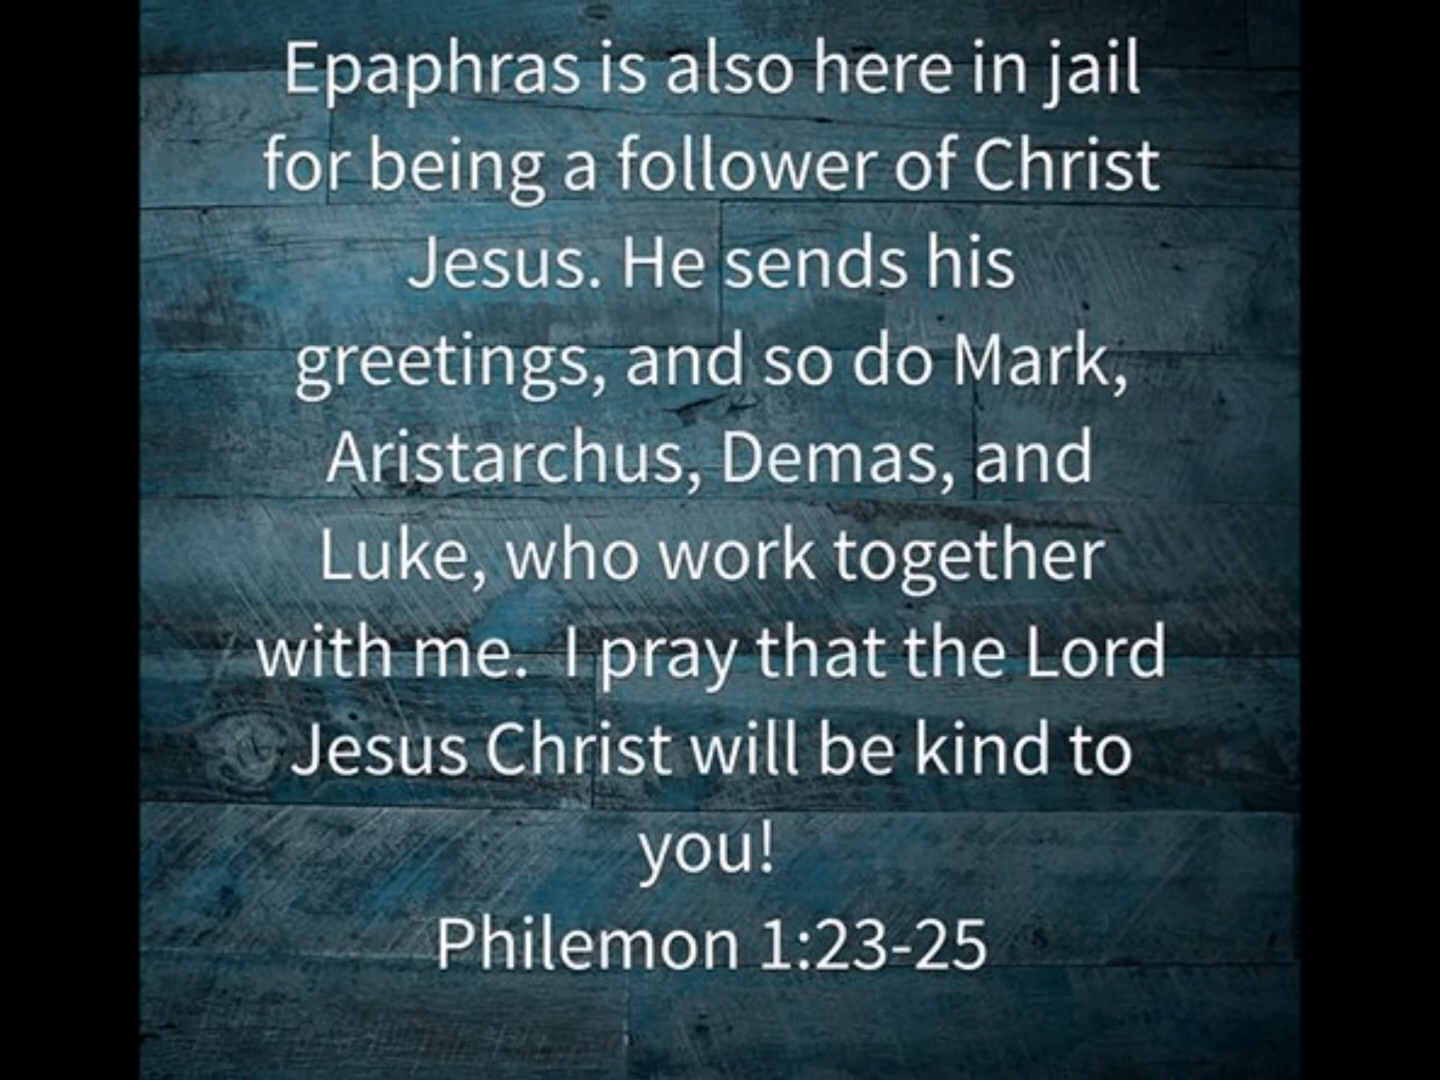 Epaphras is also here in jail
for being a follower of Christ
Jesus. He sends his
greetings, and so do Mark,
Aristarchus, Demas, and
Luke, who work together
with me.  I pray that the Lord
Jesus Christ will be kind to
you!
Philemon 1:23-25